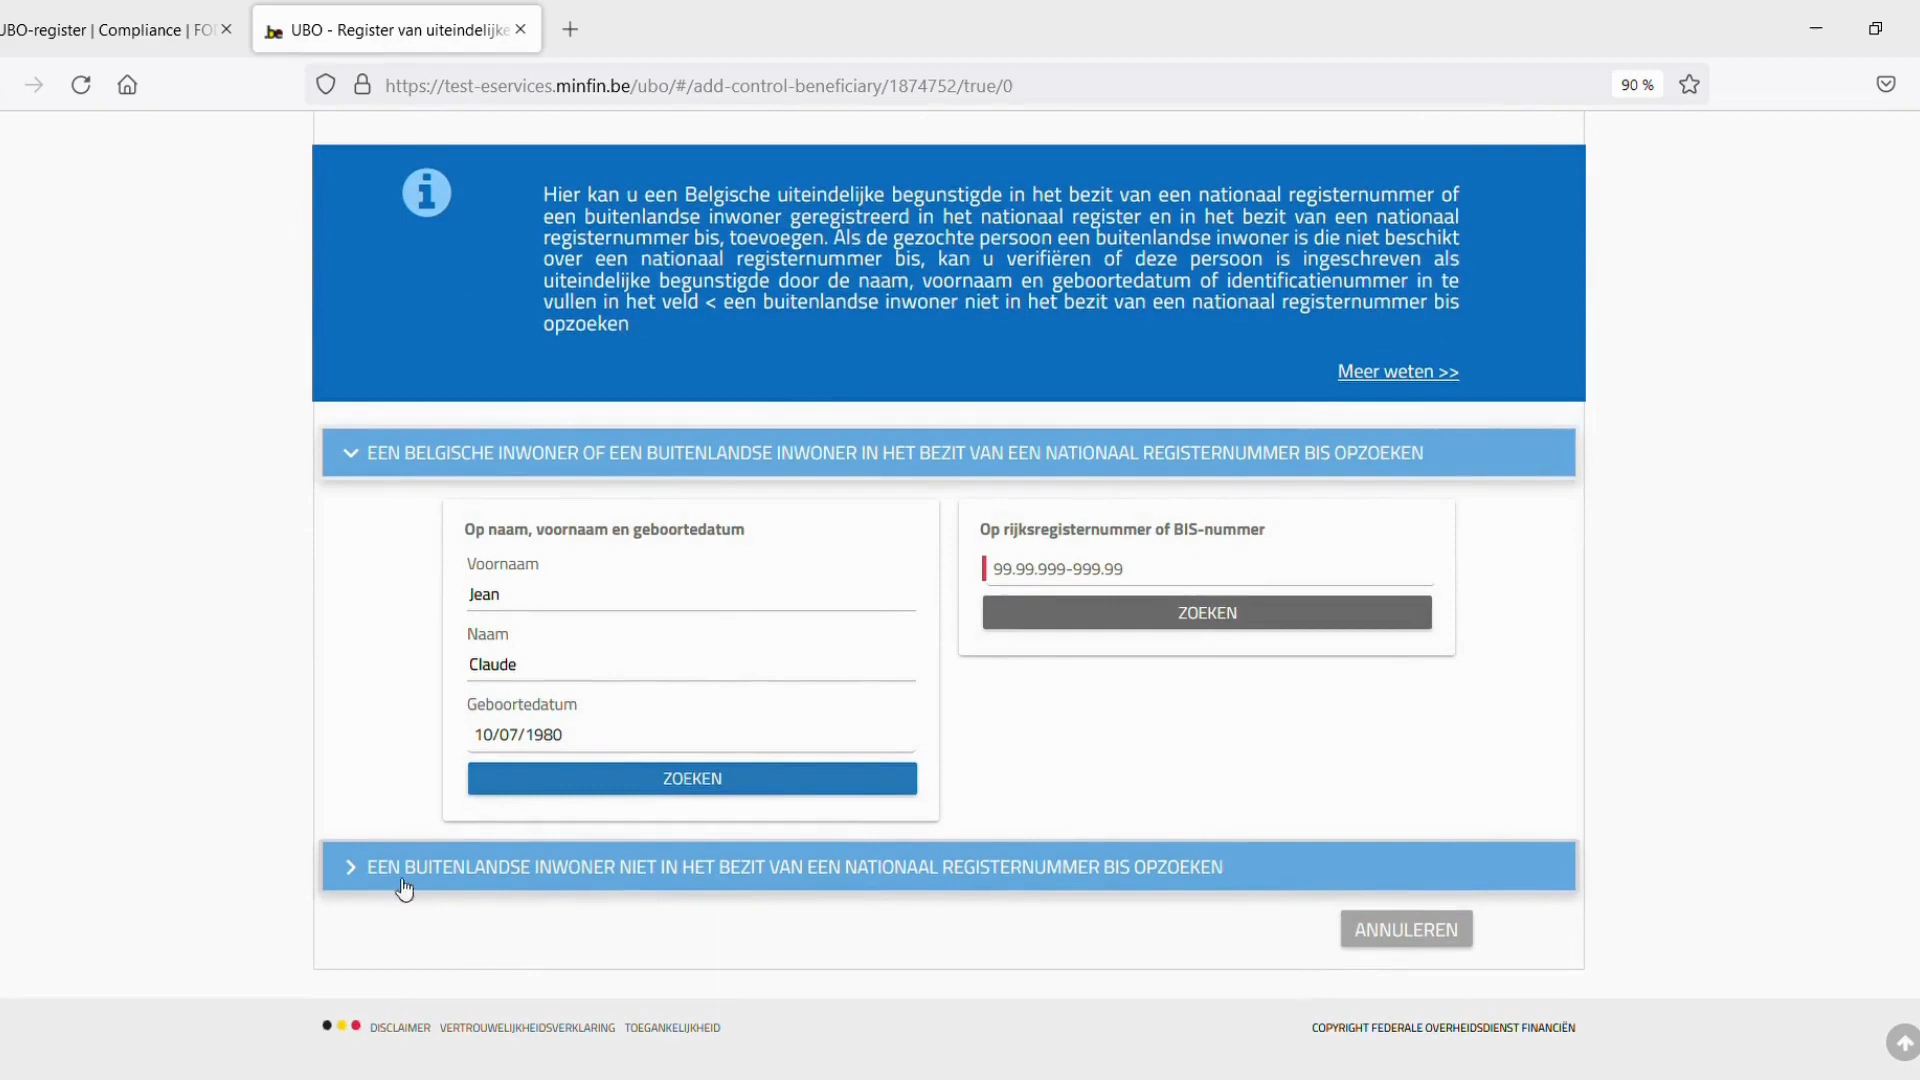 UBO-register | Compliance | FO
.be UBO - Register van uiteindelijke
https://test-eservices.minfin.be/ubo/#/add-control-beneficiary/1874752/true/0
90 %
Hier kan u een Belgische uiteindelijke begunstigde in het bezit van een nationaal registernummer of
een buitenlandse inwoner geregistreerd in het nationaal register en in het bezit van een nationaal
registernummer bis, toevoegen. Als de gezochte persoon een buitenlandse inwoner is die niet beschikt
over een nationaal registernummer bis, kan u verifiëren of deze persoon is ingeschreven als
uiteindelijke begunstigde door de naam, voornaam en geboortedatum of identificatienummer in te
vullen in het veld < een buitenlandse inwoner niet in het bezit van een nationaal registernummer bis
opzoeken
Meer weten >>
EEN BELGISCHE INWONER OF EEN BUITENLANDSE INWONER IN HET BEZIT VAN EEN NATIONAAL REGISTERNUMMER BIS OPZOEKEN
Op naam, voornaam en geboortedatum
Voornaam
Jean
Naam
Claude
Geboortedatum
10/07/1980
ZOEKEN
Op rijksregisternummer of BIS-nummer
99.99.999-999.99
ZOEKEN
EEN BUITENLANDSE INWONER NIET IN HET BEZIT VAN EEN NATIONAAL REGISTERNUMMER BIS OPZOEKEN
ANNULEREN
DISCLAIMER VERTROUWELIJKHEIDSVERKLARING TOEGANKELIJKHEID
COPYRIGHT FEDERALE OVERHEIDSDIENST FINANCIËN